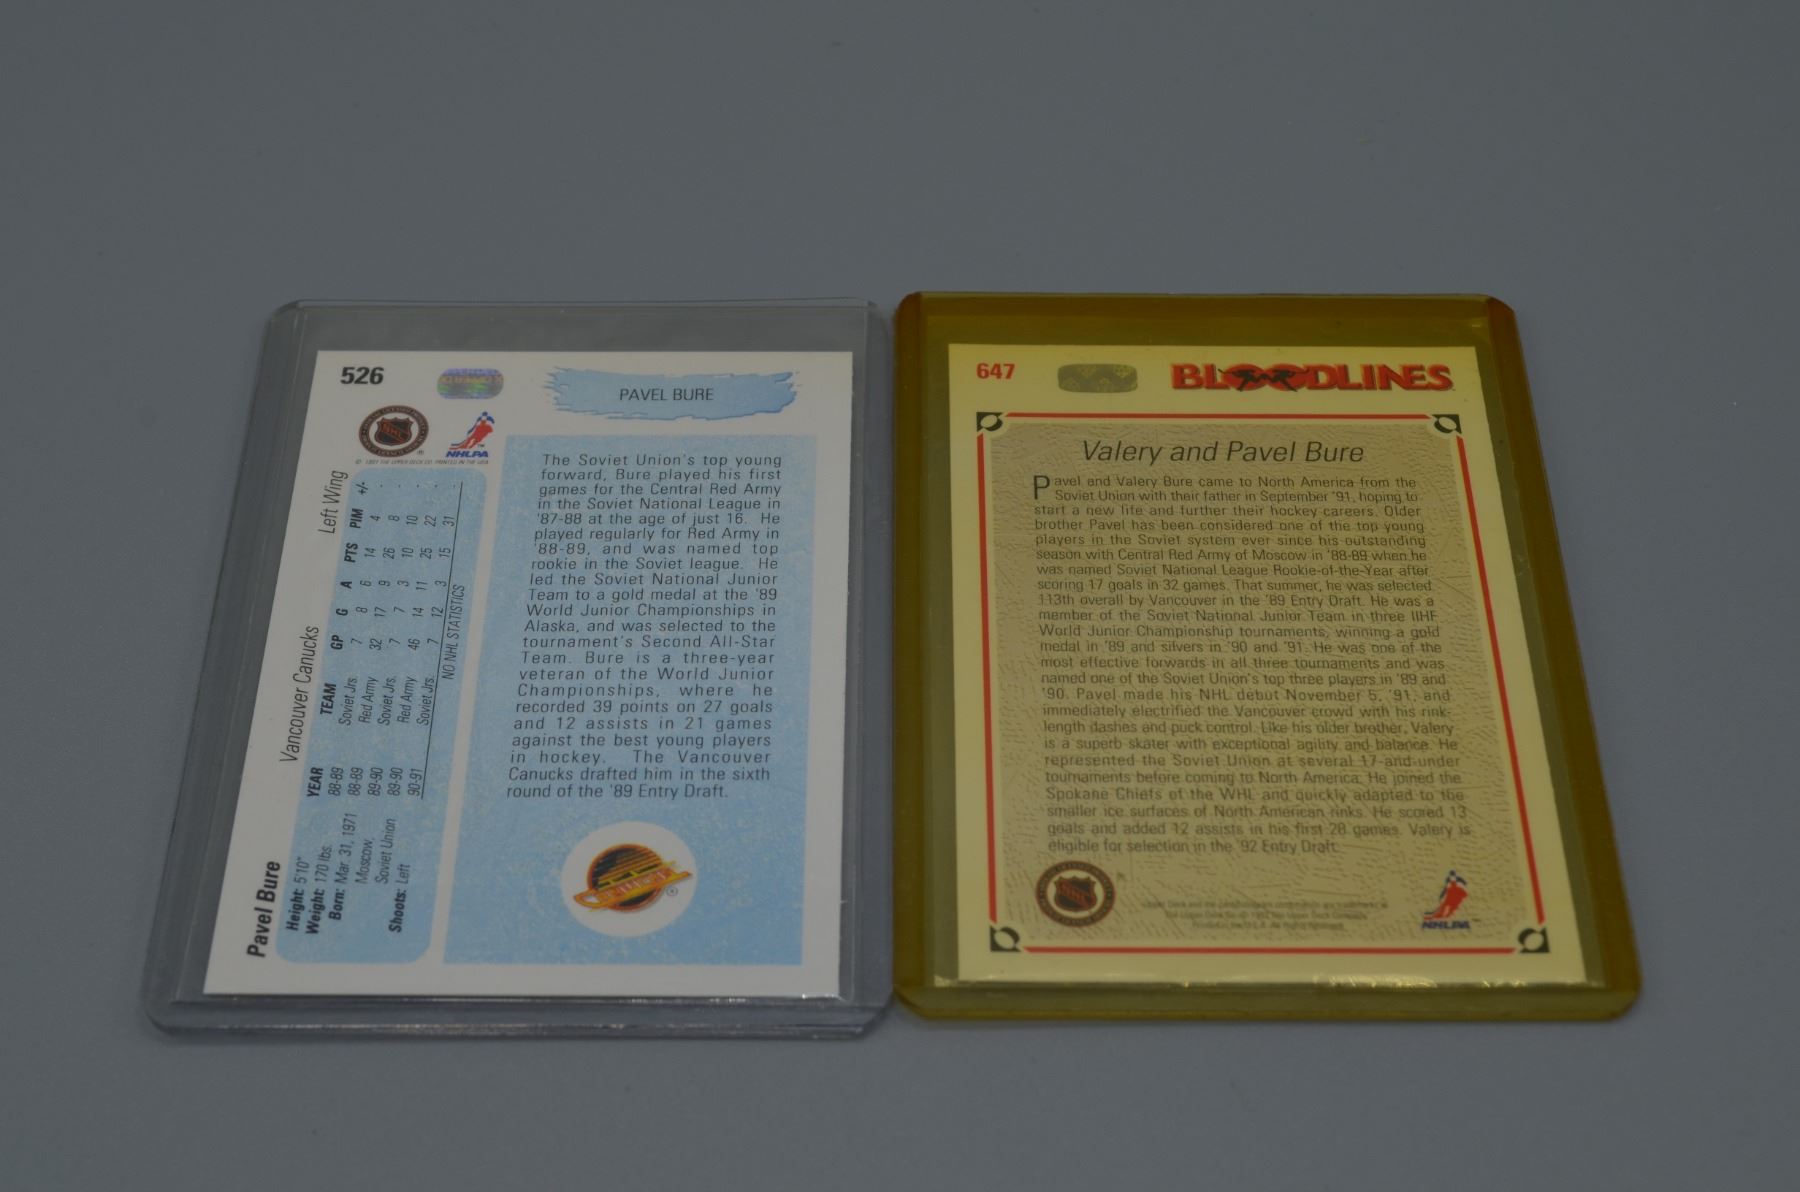 526
PAVEL BURE
NHL
NHLPA
© 1991 THE UPPER DECK CO. PRINTED IN THE USA
Pavel Bure
Vancouver Canucks
Left Wing
Height: 5'10"
Weight: 170 lbs.
Born: Mar. 31, 1971
Moscow,
Soviet Union
Shoots: Left
YEAR TEAM GP G A PTS PIM +/-
88-89 Soviet Jrs. 7 8 6 14 4 -
88-89 Red Army 32 17 9 26 8 -
89-90 Soviet Jrs. 7 7 3 10 10 -
89-90 Red Army 46 14 11 25 22 -
90-91 Soviet Jrs. 7 12 3 15 31 -
NO NHL STATISTICS
The Soviet Union's top young
forward, Bure played his first
games for the Central Red Army
in the Soviet National League in
'87-88 at the age of just 16. He
played regularly for Red Army in
'88-89, and was named top
rookie in the Soviet league. He
led the Soviet National Junior
Team to a gold medal at the '89
World Junior Championships in
Alaska, and was selected to the
tournament's Second All-Star
Team. Bure is a three-year
veteran of the World Junior
Championships, where he
recorded 39 points on 27 goals
and 12 assists in 21 games
against the best young players
in hockey. The Vancouver
Canucks drafted him in the sixth
round of the '89 Entry Draft.
647
BLOODLINES
Valery and Pavel Bure
Pavel and Valery Bure came to North America from the
Soviet Union with their father in September '91, hoping to
start a new life and further their hockey careers. Older
brother Pavel has been considered one of the top young
players in the Soviet system ever since his outstanding
season with Central Red Army of Moscow in '88-89 when he
was named Soviet National League Rookie-of-the-Year after
scoring 17 goals in 32 games. That summer, he was selected
113th overall by Vancouver in the '89 Entry Draft. He was a
member of the Soviet National Junior Team in three IIHF
World Junior Championship tournaments, winning a gold
medal in '89 and silvers in '90 and '91. He was one of the
most effective forwards in all three tournaments and was
named one of the Soviet Union's top three players in '89 and
'90. Pavel made his NHL debut November 5, '91, and
immediately electrified the Vancouver crowd with his rink-
length dashes and puck control. Like his older brother, Valery
is a superb skater with exceptional agility and balance. He
represented the Soviet Union at several 17-and-under
tournaments before coming to North America. He joined the
Spokane Chiefs of the WHL and quickly adapted to the
smaller ice surfaces of North American rinks. He scored 13
goals and added 12 assists in his first 28 games. Valery is
eligible for selection in the '92 Entry Draft.
NHL
NHLPA